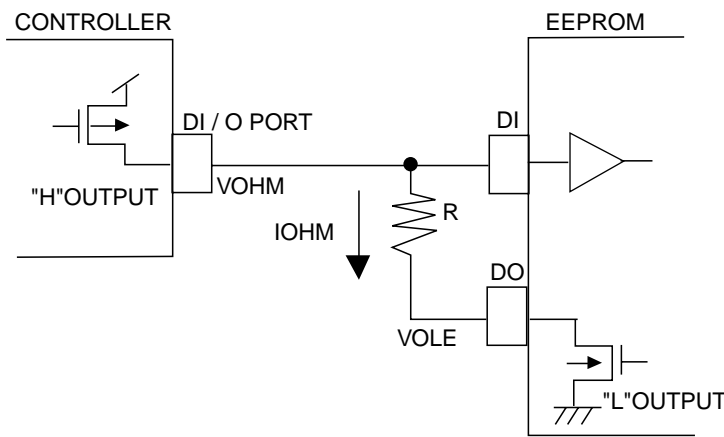 CONTROLLER
EEPROM
DI / O PORT
DI
"H"OUTPUT
VOHM
R
IOHM
DO
VOLE
"L"OUTPUT